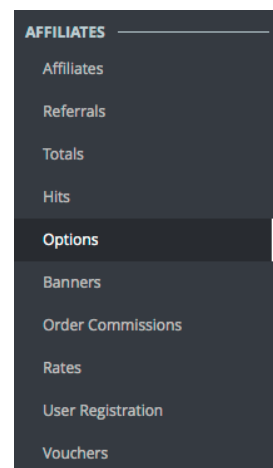 AFFILIATES
Affiliates
Referrals
Totals
Hits
Options
Banners
Order Commissions
Rates
User Registration
Vouchers